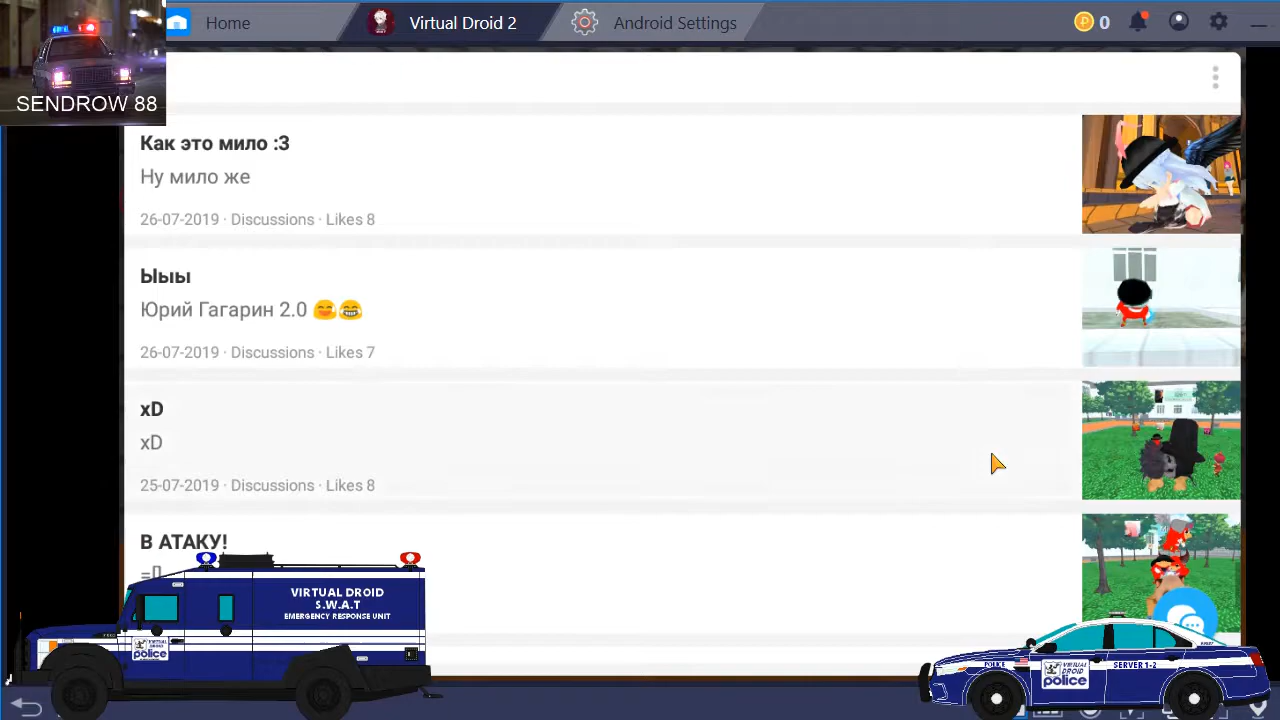 Home
Virtual Droid 2
Android Settings
0
SENDROW 88
Как это мило :3
Ну мило же
26-07-2019 · Discussions · Likes 8
Ыыы
Юрий Гагарин 2.0 🤗😂
26-07-2019 · Discussions · Likes 7
xD
xD
25-07-2019 · Discussions · Likes 8
В АТАКУ!
VIRTUAL DROID
S.W.A.T
EMERGENCY RESPONSE UNIT
VIRTUAL
DROID
police
POLICE
SERVER 1-2
VIRTUAL
DROID
police